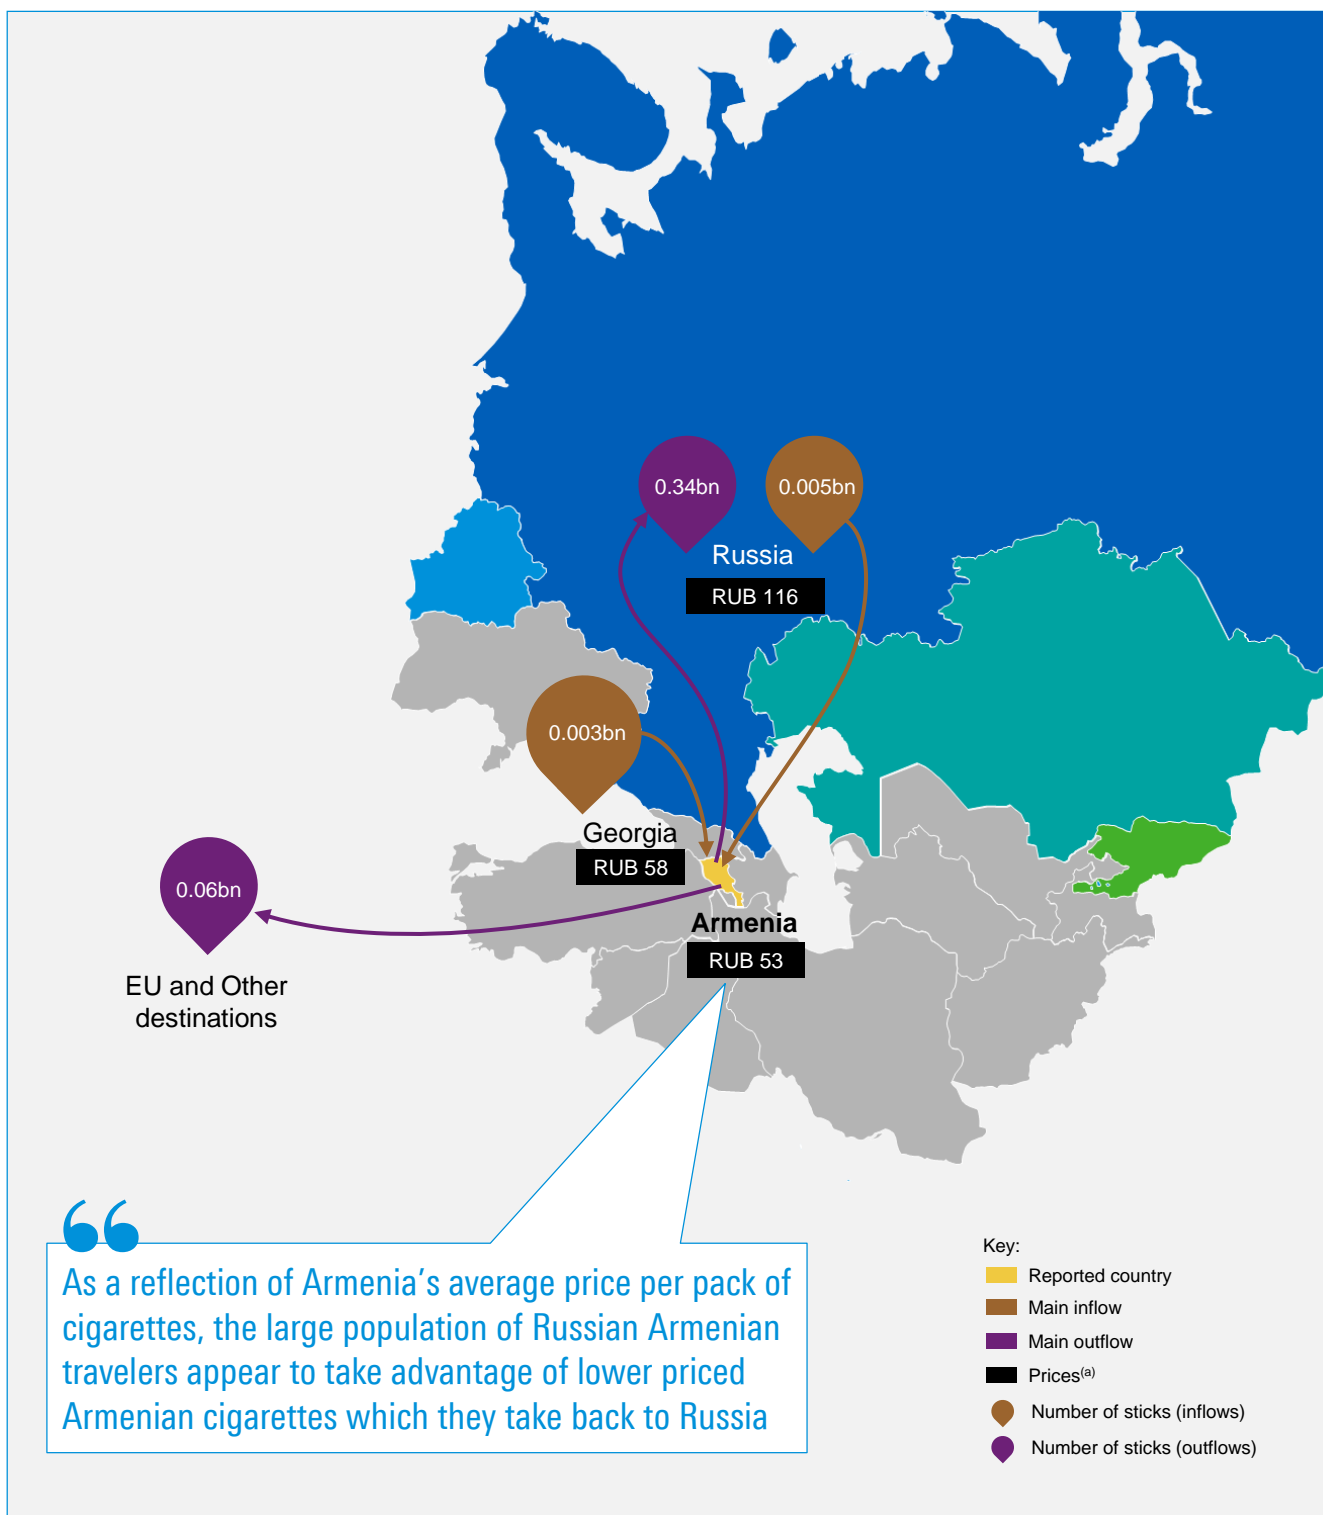 0.34bn
0.005bn
Russia
RUB 116
0.003bn
Georgia
RUB 58
0.06bn
EU and Other
destinations
Armenia
RUB 53
As a reflection of Armenia’s average price per pack of
cigarettes, the large population of Russian Armenian
travelers appear to take advantage of lower priced
Armenian cigarettes which they take back to Russia
Key:
Reported country
Main inflow
Main outflow
Prices(a)
Number of sticks (inflows)
Number of sticks (outflows)